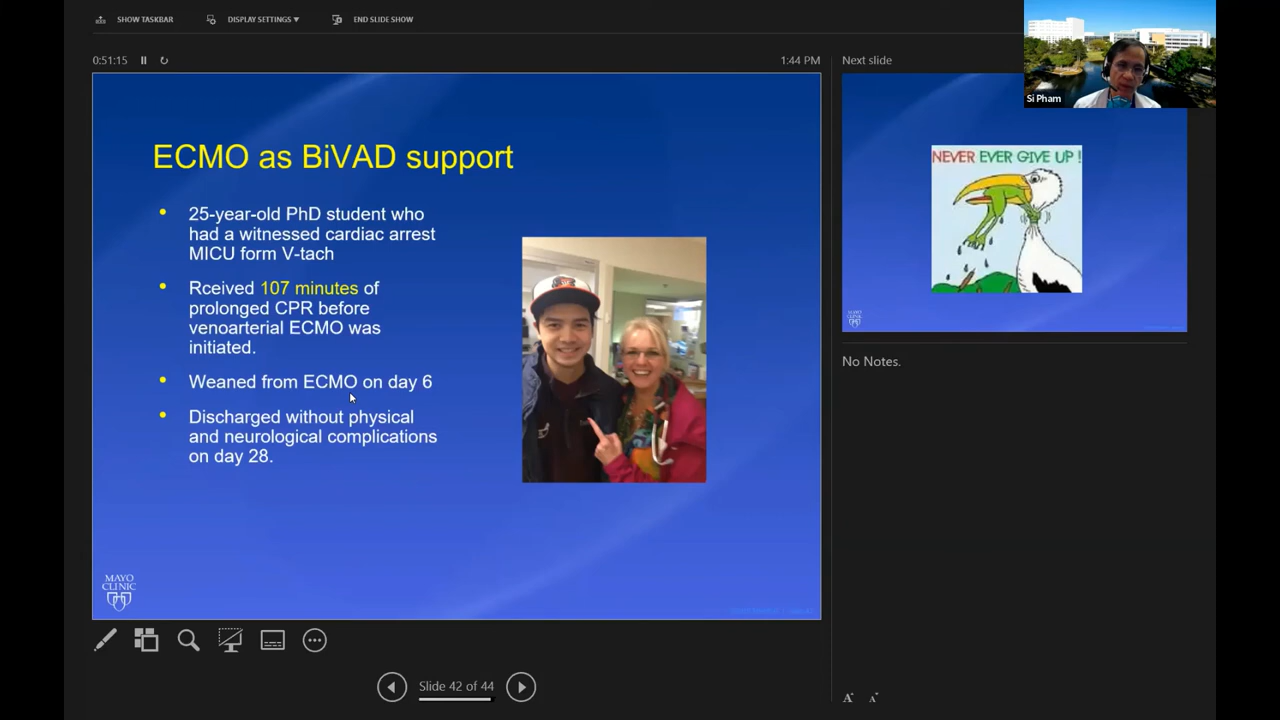 SHOW TASKBAR
DISPLAY SETTINGS ▼
END SLIDE SHOW
0:51:15
1:44 PM
Next slide
Si Pham
ECMO as BiVAD support
• 25-year-old PhD student who
had a witnessed cardiac arrest
MICU form V-tach
• Rceived 107 minutes of
prolonged CPR before
venoarterial ECMO was
initiated.
• Weaned from ECMO on day 6
• Discharged without physical
and neurological complications
on day 28.
MAYO
CLINIC
NEVER EVER GIVE UP !
MAYO
CLINIC
No Notes.
Slide 42 of 44
A
A